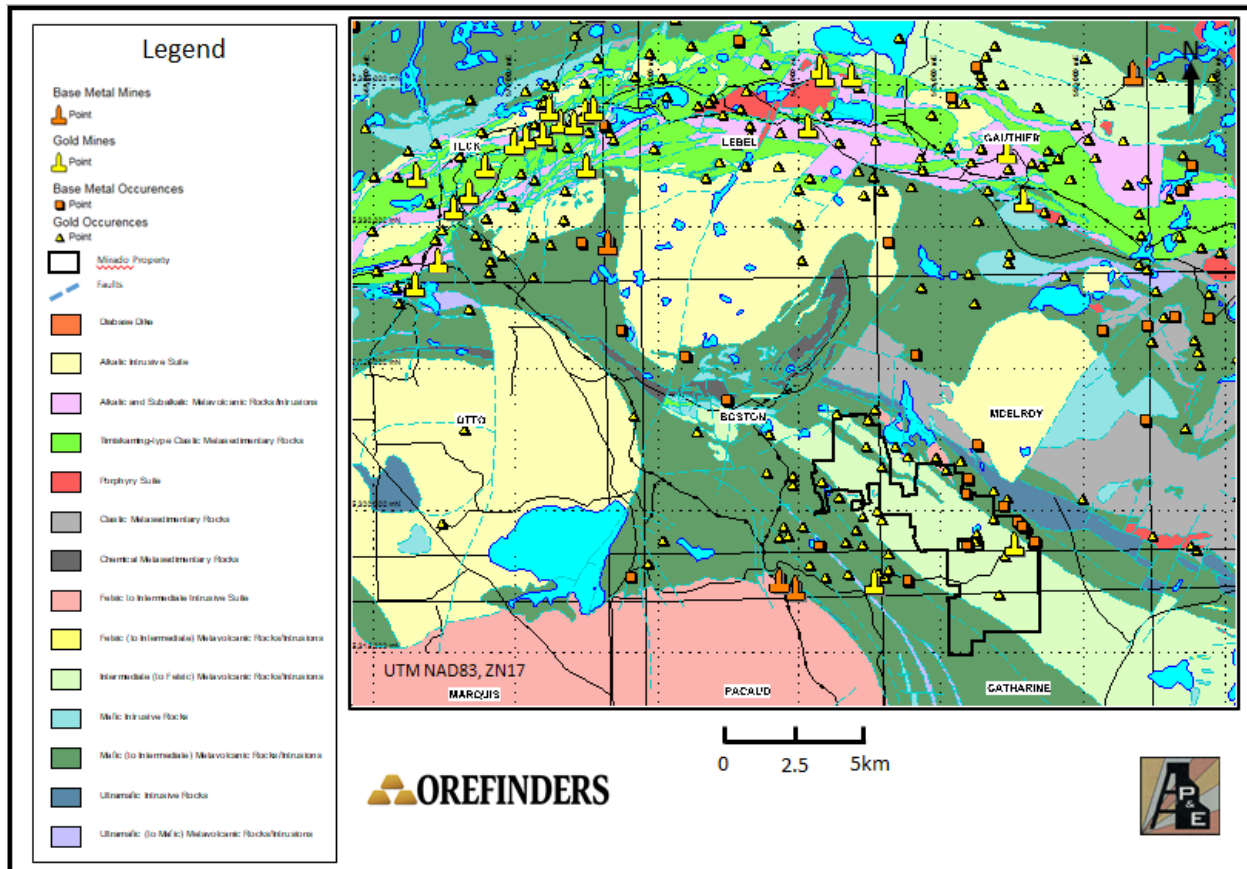 Legend
Base Metal Mines
Point
Gold Mines
Point
Base Metal Occurences
Point
Gold Occurences
Point
Mirado Property
Faults
Diabase Dike
Alkalic Intrusive Suite
Alkalic and Subalkalic Metavolcanic Rocks/Intrusions
Timiskaming-type Clastic Metasedimentary Rocks
Porphyry Suite
Clastic Metasedimentary Rocks
Chemical Metasedimentary Rocks
Felsic to Intermediate Intrusive Suite
Felsic (to Intermediate) Metavolcanic Rocks/Intrusions
Intermediate (to Felsic) Metavolcanic Rocks/Intrusions
Mafic Intrusive Rocks
Mafic (to Intermediate) Metavolcanic Rocks/Intrusions
Ultramafic Intrusive Rocks
Ultramafic (to Mafic) Metavolcanic Rocks/Intrusions
N
LEBEL
GAUTHIER
OTTO
BOSTON
MCELROY
UTM NAD83, ZN17
MARQUIS
PACAUD
CATHARINE
0 2.5 5km
OREFINDERS
A P & E